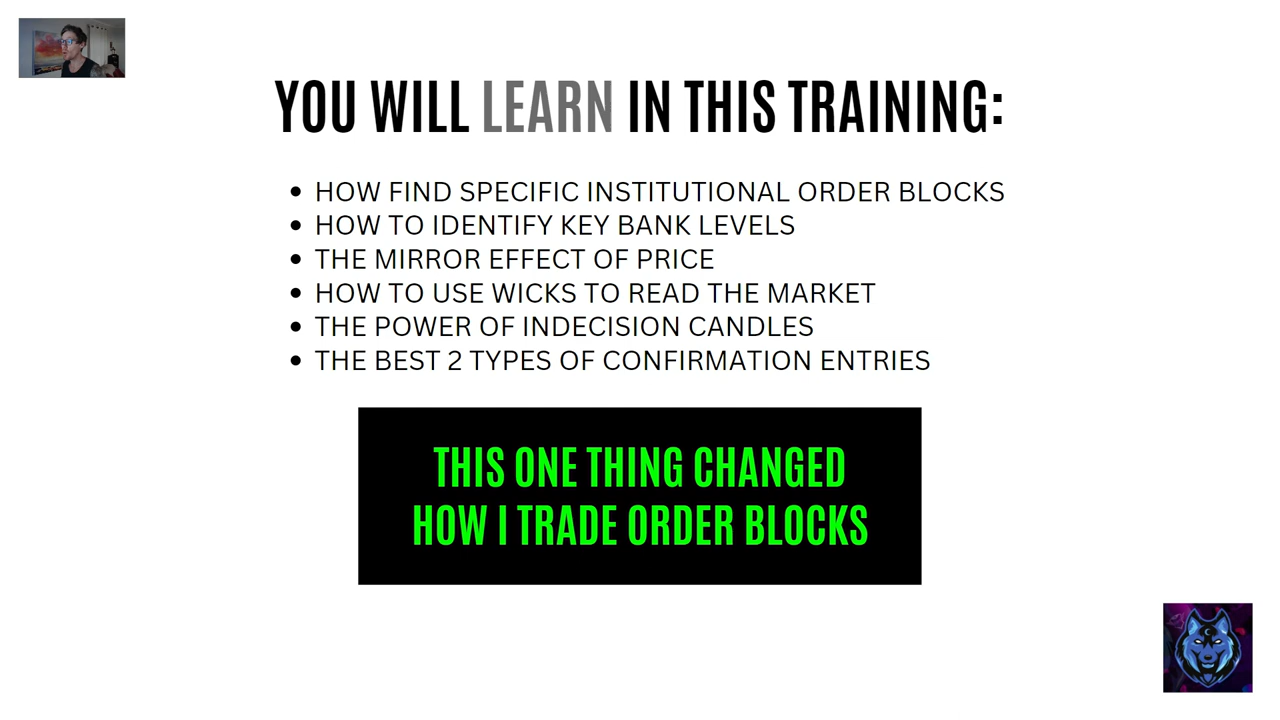 YOU WILL LEARN IN THIS TRAINING:
HOW FIND SPECIFIC INSTITUTIONAL ORDER BLOCKS
HOW TO IDENTIFY KEY BANK LEVELS
THE MIRROR EFFECT OF PRICE
HOW TO USE WICKS TO READ THE MARKET
THE POWER OF INDECISION CANDLES
THE BEST 2 TYPES OF CONFIRMATION ENTRIES
THIS ONE THING CHANGED
HOW I TRADE ORDER BLOCKS